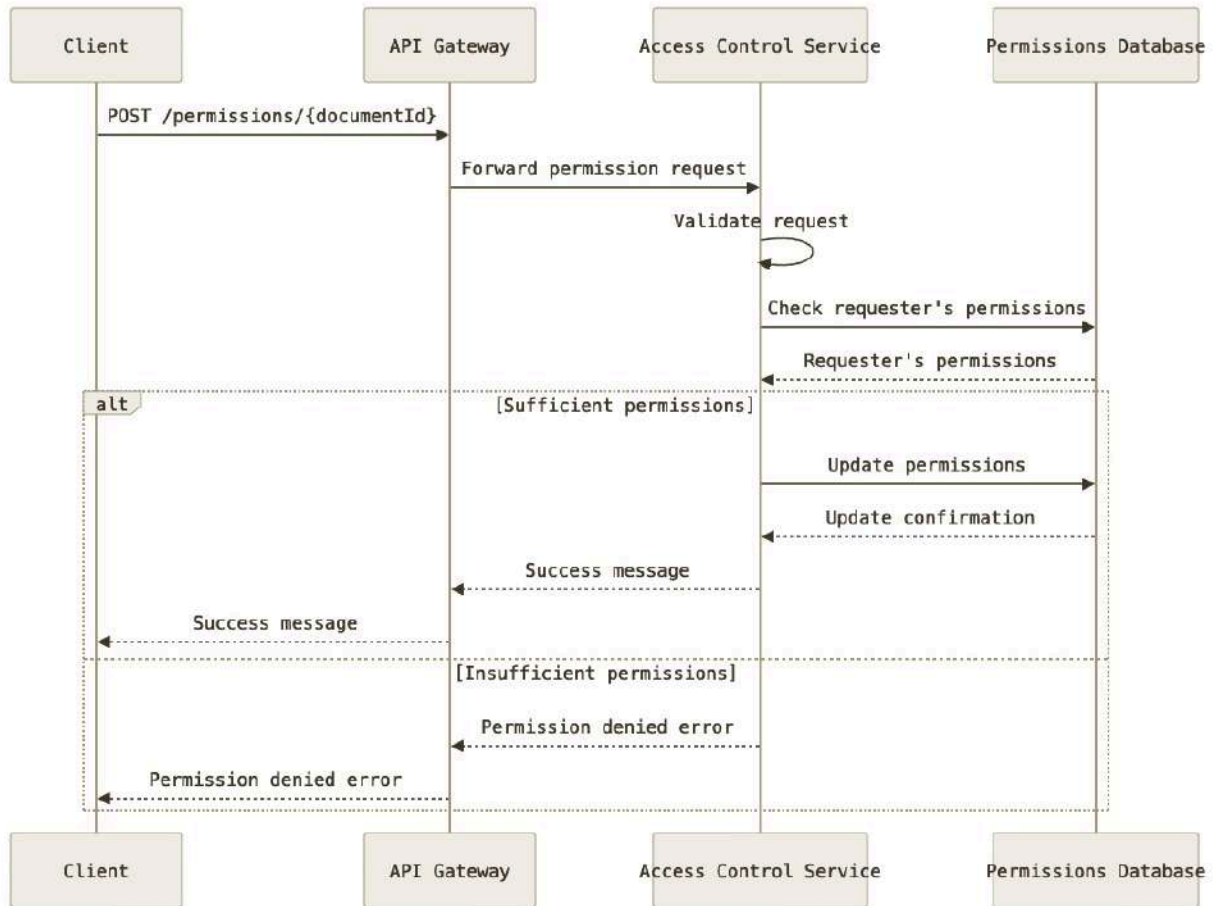 Client
API Gateway
Access Control Service
Permissions Database
POST /permissions/{documentId}
Forward permission request
Validate request
Check requester's permissions
Requester's permissions
alt
[Sufficient permissions]
Update permissions
Update confirmation
Success message
Success message
[Insufficient permissions]
Permission denied error
Permission denied error
Client
API Gateway
Access Control Service
Permissions Database